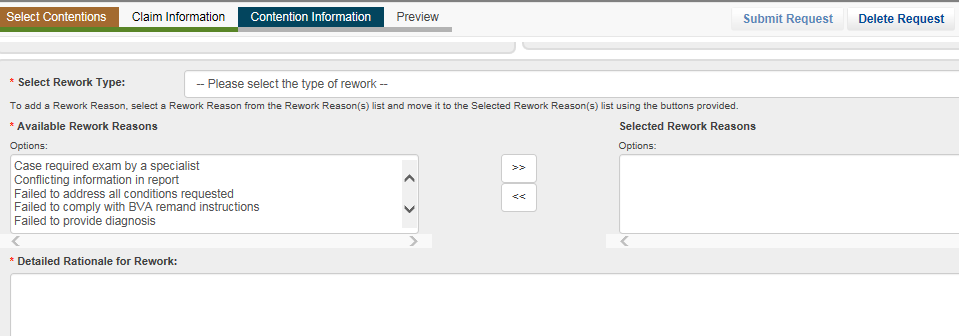 Select Contentions Claim Information Contention Information Preview Submit Request Delete Request
* Select Rework Type: -- Please select the type of rework --
To add a Rework Reason, select a Rework Reason from the Rework Reason(s) list and move it to the Selected Rework Reason(s) list using the buttons provided.
* Available Rework Reasons Selected Rework Reasons
Options: Options:
Case required exam by a specialist >>
Conflicting information in report
Failed to address all conditions requested
Failed to comply with BVA remand instructions <<
Failed to provide diagnosis
* Detailed Rationale for Rework: